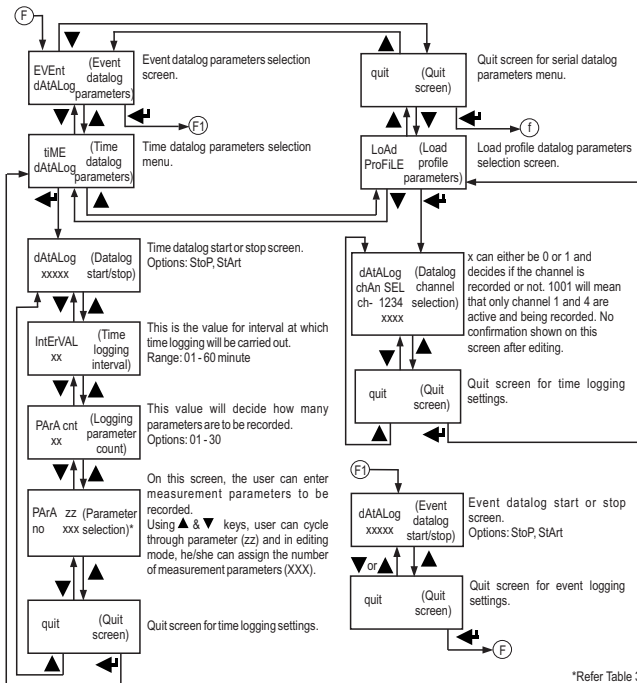 F
EVEnt
dAtALog
(Event
datalog
parameters)
Event datalog parameters selection
screen.
F1
tiME
dAtALog
(Time
datalog
parameters)
Time datalog parameters selection
menu.
dAtALog
xxxxx
(Datalog
start/stop)
Time datalog start or stop screen.
Options: StoP, StArt
IntErVAL
xx
(Time
logging
interval)
This is the value for interval at which
time logging will be carried out.
Range: 01 - 60 minute
PArA cnt
xx
(Logging
parameter
count)
This value will decide how many
parameters are to be recorded.
Options: 01 - 30
PArA zz (Parameter
no xxx selection)*
On this screen, the user can enter
measurement parameters to be
recorded.
Using ▲ & ▼ keys, user can cycle
through parameter (zz) and in editing
mode, he/she can assign the number
of measurement parameters (XXX).
quit
(Quit
screen)
Quit screen for time logging settings.
quit
(Quit
screen)
Quit screen for serial datalog
parameters menu.
f
LoAd
ProFiLE
(Load
profile
parameters)
Load profile datalog parameters
selection screen.
dAtALog
chAn SEL
ch- 1234
xxxx
(Datalog
channel
selection)
x can either be 0 or 1 and
decides if the channel is
recorded or not. 1001 will mean
that only channel 1 and 4 are
active and being recorded. No
confirmation shown on this
screen after editing.
quit
(Quit
screen)
Quit screen for time logging
settings.
F1
dAtALog
xxxxx
(Event
datalog
start/stop)
Event datalog start or stop
screen.
Options: StoP, StArt
▼ or ▲
quit
(Quit
screen)
Quit screen for event logging
settings.
F
*Refer Table 3